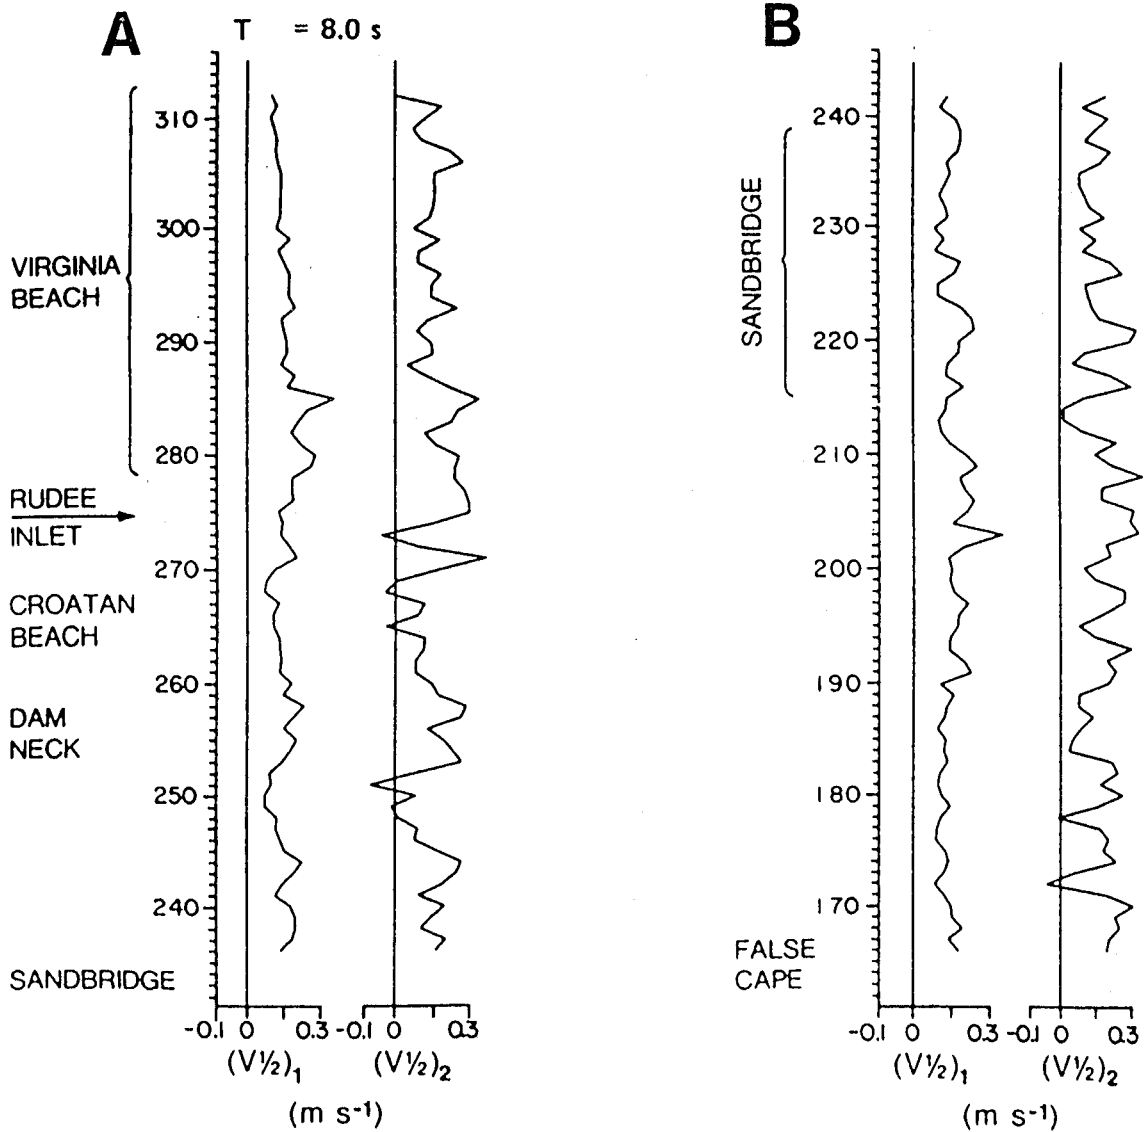 A
T = 8.0 s
310
300
290
280
270
260
250
240
VIRGINIA
BEACH
RUDEE
INLET
CROATAN
BEACH
DAM
NECK
SANDBRIDGE
-0.1 0 0.3 -0.1 0 0.3
(V½)₁ (V½)₂
(m s⁻¹)
B
240
230
220
210
200
190
180
170
SANDBRIDGE
FALSE
CAPE
-0.1 0 0.3 -0.1 0 0.3
(V½)₁ (V½)₂
(m s⁻¹)